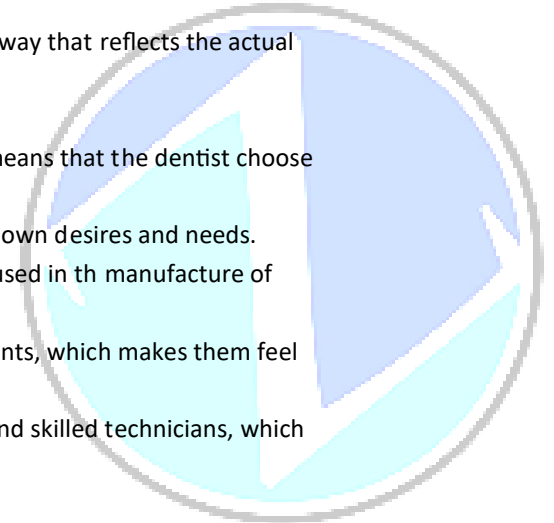 way that reflects the actual
means that the dentist choose
own desires and needs.
used in th manufacture of
nts, which makes them feel
nd skilled technicians, which